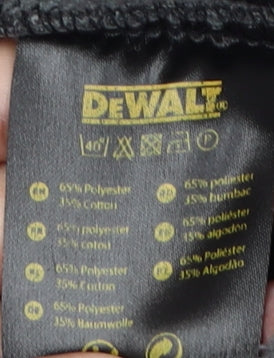 DEWALT®
40° P
65% Polyester
35% Cotton
65% polyester
35% coton
65% Polyester
35% Cotton
65% Polyester
35% Baumwolle
65% poliester
35% bumbac
65% poliéster
35% algodón
65% Poliéster
35% Algodão